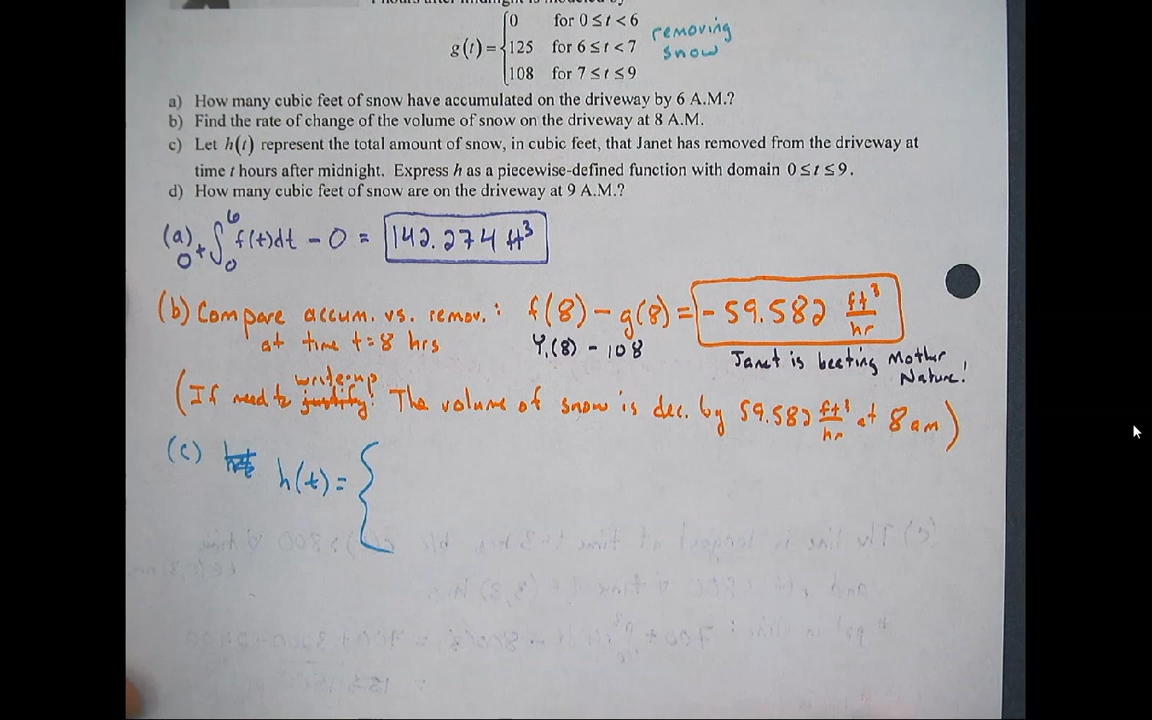 g(t) = { 0 for 0 ≤ t < 6
125 for 6 ≤ t < 7
108 for 7 ≤ t ≤ 9
removing
snow
a) How many cubic feet of snow have accumulated on the driveway by 6 A.M.?
b) Find the rate of change of the volume of snow on the driveway at 8 A.M.
c) Let h(t) represent the total amount of snow, in cubic feet, that Janet has removed from the driveway at
time t hours after midnight. Express h as a piecewise-defined function with domain 0 ≤ t ≤ 9.
d) How many cubic feet of snow are on the driveway at 9 A.M.?
(a) 0 + ∫₀⁶ f(t)dt - 0 = 142.274 ft³
(b) Compare accum. vs. remov. : f(8) - g(8) = -59.582 ft³/hr
at time t=8 hrs Y₁(8) - 108
Janet is beating Mother
Nature!
write-up
(If need to justify: The volume of snow is dec. by 59.582 ft³/hr at 8am)
(c) h(t) = {